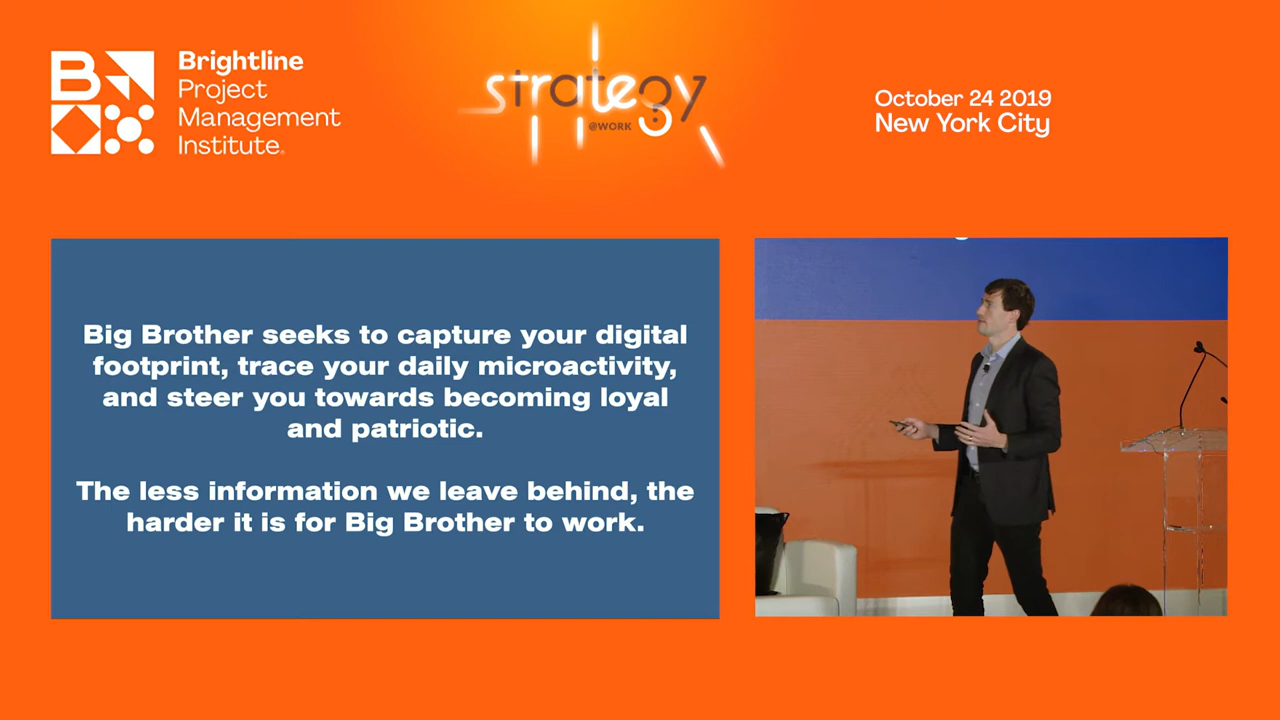 Brightline
Project
Management
Institute.
strategy
@WORK
October 24 2019
New York City
Big Brother seeks to capture your digital
footprint, trace your daily microactivity,
and steer you towards becoming loyal
and patriotic.
The less information we leave behind, the
harder it is for Big Brother to work.